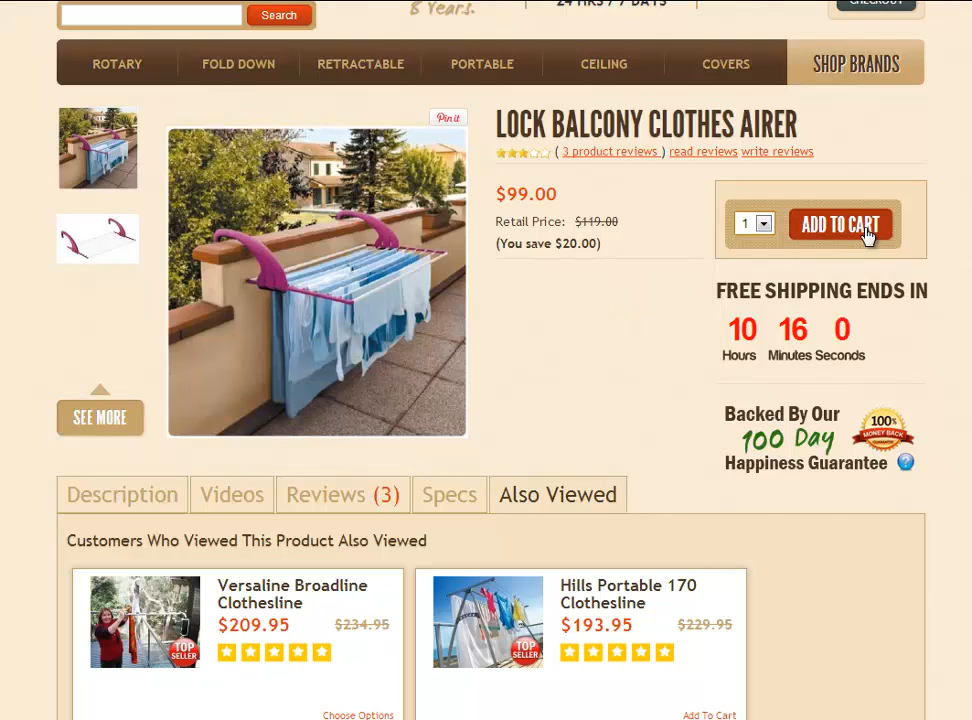 8 Years.
24 HRS / 7 DAYS
CHECKOUT
Search
ROTARY
FOLD DOWN
RETRACTABLE
PORTABLE
CEILING
COVERS
SHOP BRANDS
Pin it
LOCK BALCONY CLOTHES AIRER
( 3 product reviews ) read reviews write reviews
$99.00
Retail Price: $119.00
(You save $20.00)
1
ADD TO CART
FREE SHIPPING ENDS IN
10 16 0
Hours Minutes Seconds
Backed By Our
100 Day
Happiness Guarantee
100%
MONEY BACK
?
SEE MORE
Description
Videos
Reviews (3)
Specs
Also Viewed
Customers Who Viewed This Product Also Viewed
Versaline Broadline
Clothesline
$209.95 $234.95
TOP
SELLER
Choose Options
Hills Portable 170
Clothesline
$193.95 $229.95
TOP
SELLER
Add To Cart